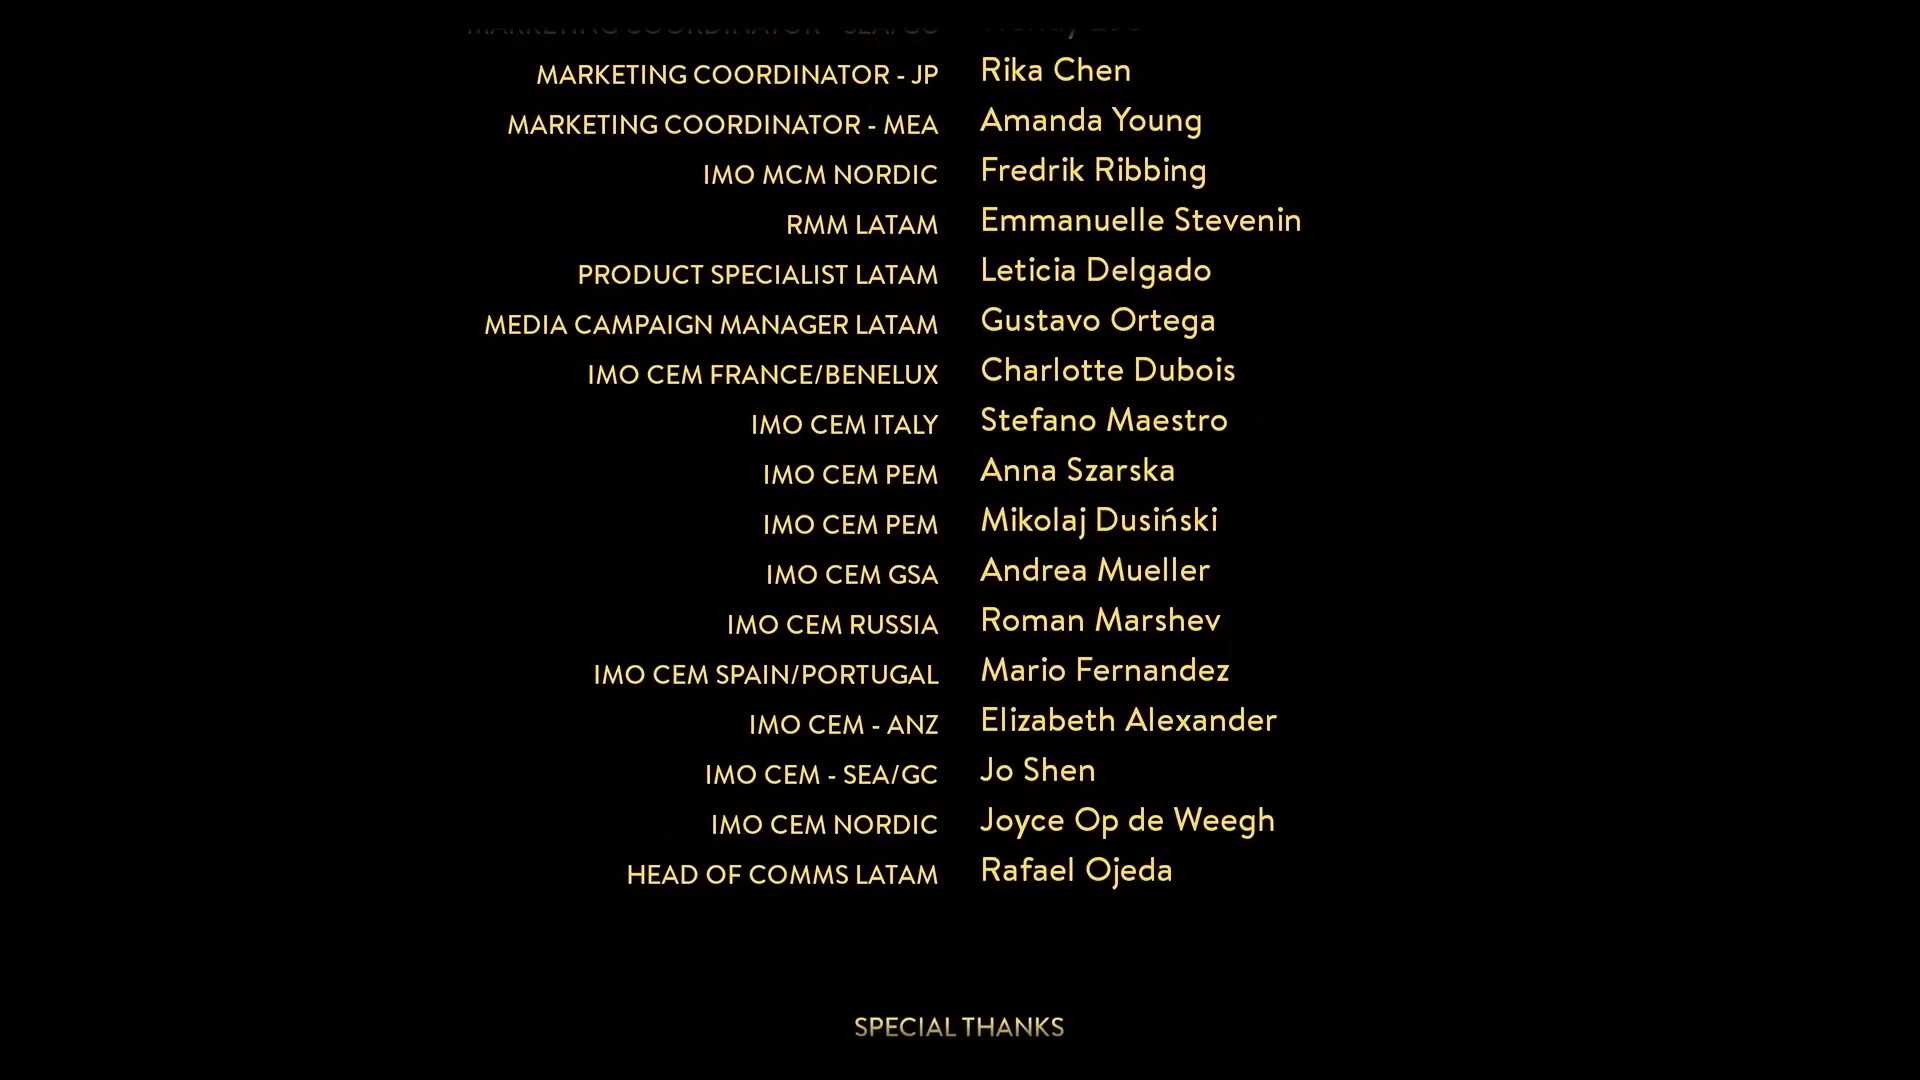 MARKETING COORDINATOR - SEA/GC
MARKETING COORDINATOR - JP Rika Chen
MARKETING COORDINATOR - MEA Amanda Young
IMO MCM NORDIC Fredrik Ribbing
RMM LATAM Emmanuelle Stevenin
PRODUCT SPECIALIST LATAM Leticia Delgado
MEDIA CAMPAIGN MANAGER LATAM Gustavo Ortega
IMO CEM FRANCE/BENELUX Charlotte Dubois
IMO CEM ITALY Stefano Maestro
IMO CEM PEM Anna Szarska
IMO CEM PEM Mikolaj Dusiński
IMO CEM GSA Andrea Mueller
IMO CEM RUSSIA Roman Marshev
IMO CEM SPAIN/PORTUGAL Mario Fernandez
IMO CEM - ANZ Elizabeth Alexander
IMO CEM - SEA/GC Jo Shen
IMO CEM NORDIC Joyce Op de Weegh
HEAD OF COMMS LATAM Rafael Ojeda
SPECIAL THANKS